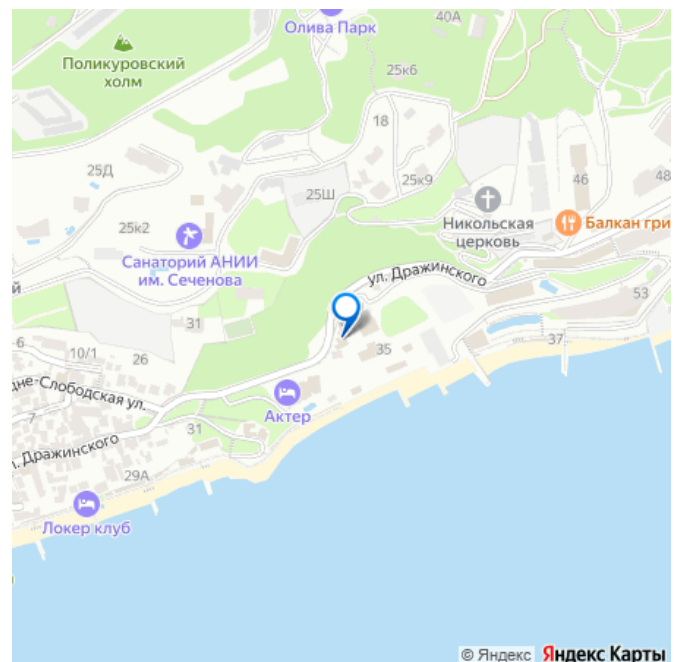 Олива Парк
40А
Поликуровский
холм
25к6
18
25Д
25Ш
25к9
46
48
Никольская
церковь
Балкан гри
25к2
Санаторий АНИИ
им. Сеченова
ул. Дражинского
ий
53
31
6
10/1
26
35
37
дне-Слободская ул.
Актер
7
31
л. Дражинского
29А
Локер клуб
© Яндекс Яндекс Карты